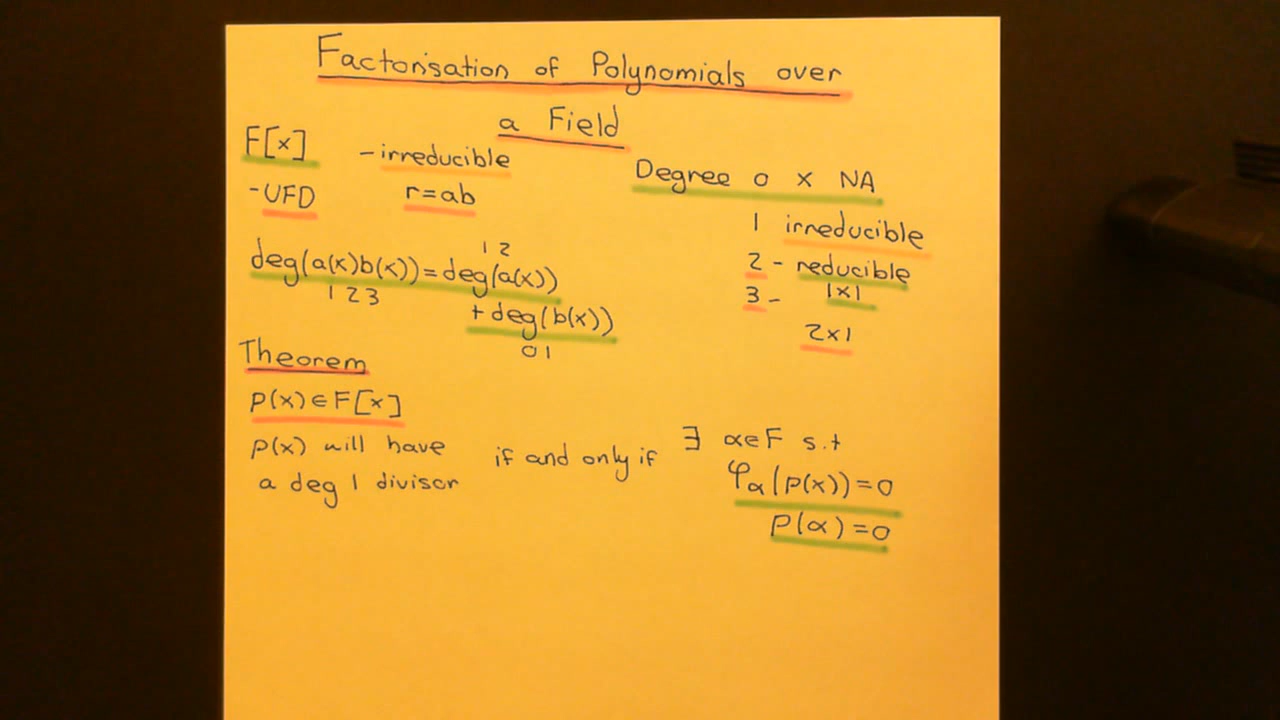 Factorisation of Polynomials over
a Field
F[x]
- UFD
- irreducible
r=ab
deg(a(x)b(x))=deg(a(x))
+deg(b(x))
1 2
1 2 3
0 1
Degree 0 x NA
1 irreducible
2 - reducible
3 - 1x1
2x1
Theorem
p(x)∈F[x]
p(x) will have
a deg 1 divisor
if and only if
∃ α∈F s.t
φα(p(x))=0
p(α)=0